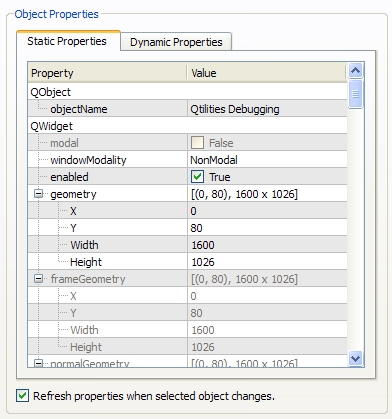 Object Properties
Static Properties Dynamic Properties
Property Value
QObject
objectName Qtilities Debugging
QWidget
modal False
windowModality NonModal
enabled True
geometry [(0, 80), 1600 x 1026]
X 0
Y 80
Width 1600
Height 1026
frameGeometry [(0, 80), 1600 x 1026]
X 0
Y 80
Width 1600
Height 1026
normalGeometry [(0, 80), 1600 x 1026]
Refresh properties when selected object changes.